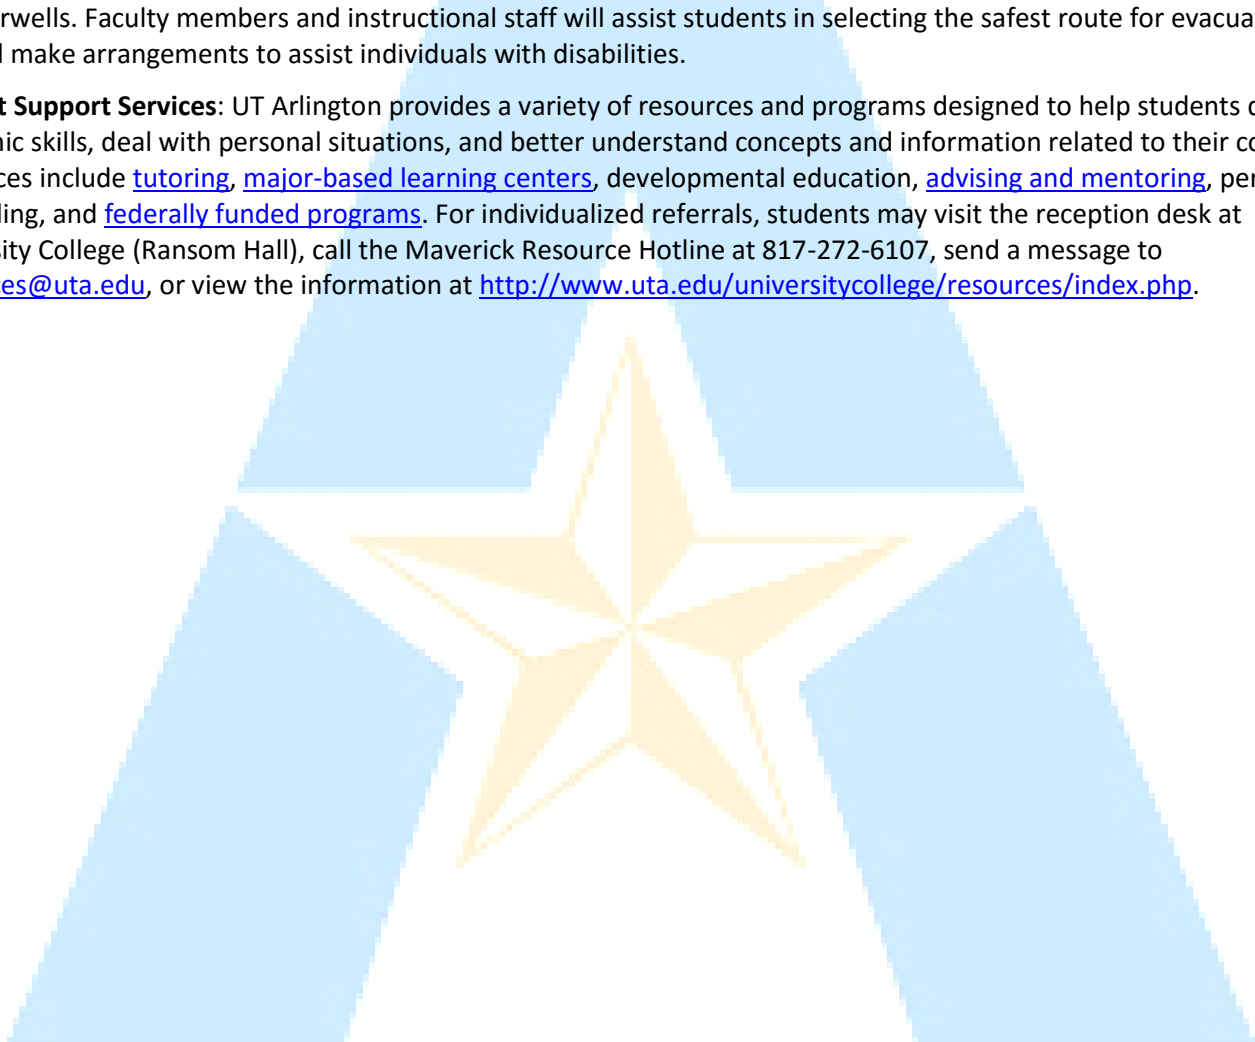 rwells. Faculty members and instructional staff will assist students in selecting the safest route for evacua
make arrangements to assist individuals with disabilities.
t Support Services: UT Arlington provides a variety of resources and programs designed to help students
nic skills, deal with personal situations, and better understand concepts and information related to their co
ces include tutoring, major-based learning centers, developmental education, advising and mentoring, per
ling, and federally funded programs. For individualized referrals, students may visit the reception desk at
sity College (Ransom Hall), call the Maverick Resource Hotline at 817-272-6107, send a message to
ces@uta.edu, or view the information at http://www.uta.edu/universitycollege/resources/index.php.